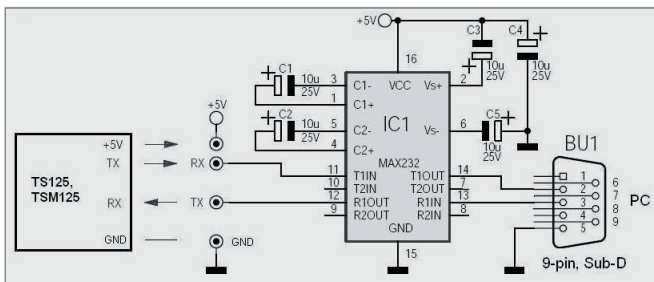 +5V
C3
C4
+
10u
25V
+
10u
25V
16
C1
+
10u
25V
3
1
C1-
C1+
VCC
Vs+
2
+5V
C2
+
10u
25V
5
4
C2-
C2+
IC1
Vs-
6
C5
+
10u
25V
BU1
MAX232
+5V
TX
RX
TS125,
TSM125
RX
TX
GND
GND
11
10
12
9
T1IN
T2IN
R1OUT
R2OUT
T1OUT
T2OUT
R1IN
R2IN
14
7
13
8
GND
15
1
2
3
4
5
6
7
8
9
PC
9-pin, Sub-D